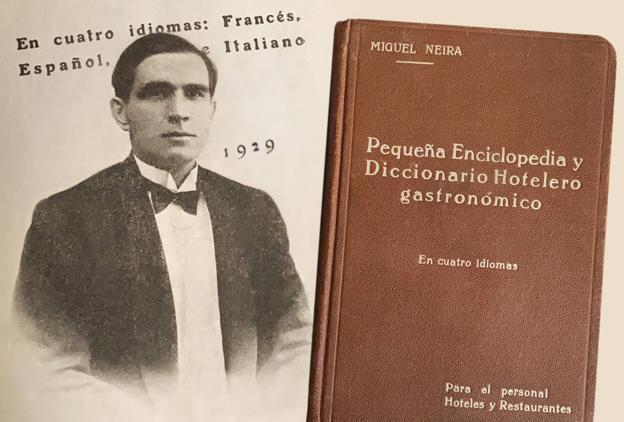 En cuatro idiomas: Francés,
Español, e Italiano
1929
MIGUEL NEIRA
Pequeña Enciclopedia y
Diccionario Hotelero
gastronómico
En cuatro idiomas
Para el personal
Hoteles y Restaurantes